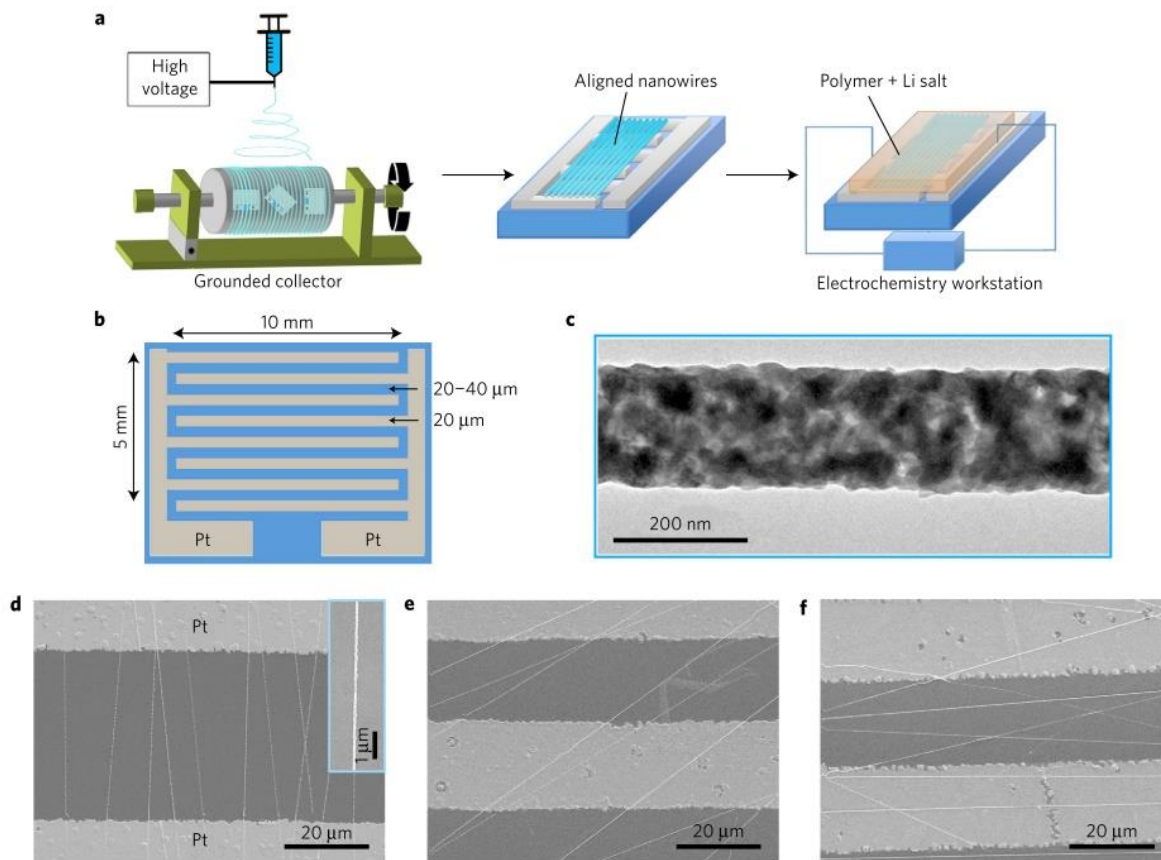 a
High
voltage
Grounded collector
Aligned nanowires
Polymer + Li salt
Electrochemistry workstation
b
10 mm
5 mm
20–40 μm
20 μm
Pt
Pt
c
200 nm
d
Pt
1 μm
Pt
20 μm
e
20 μm
f
20 μm